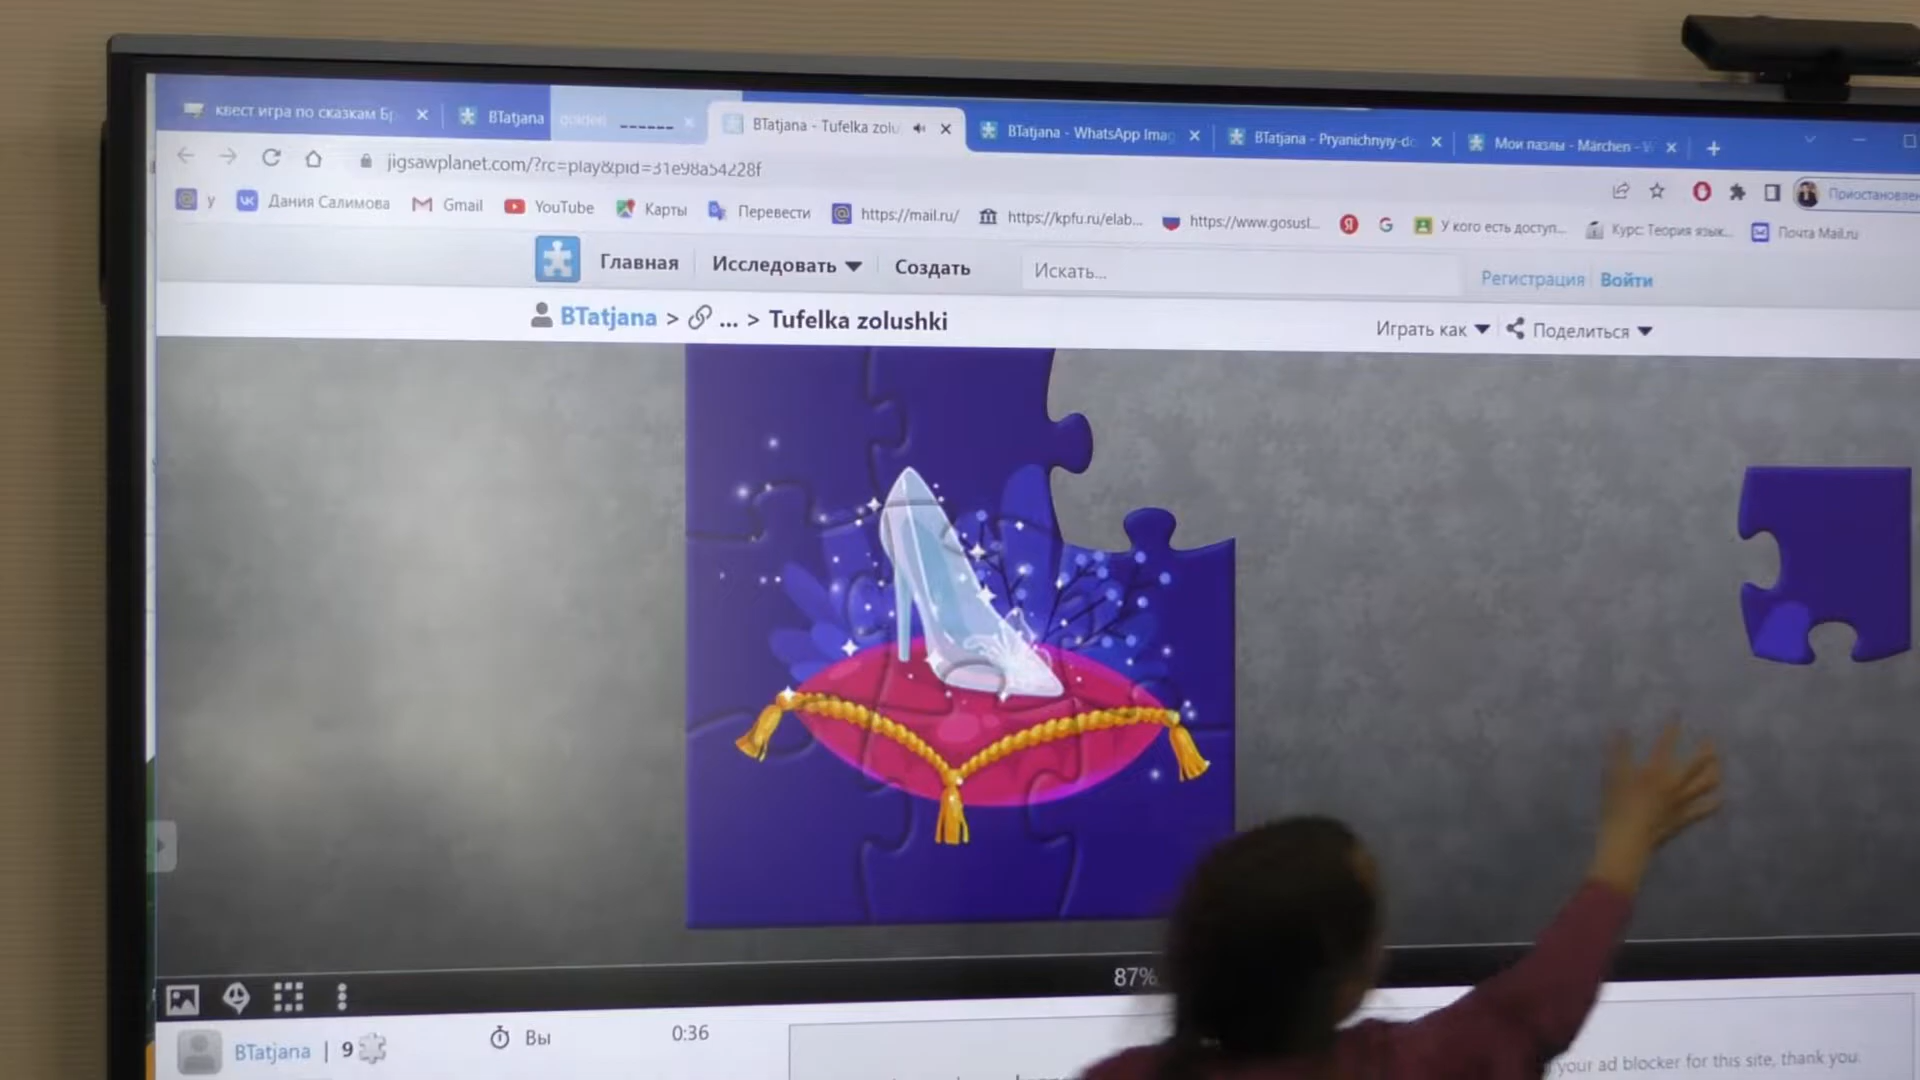 квест игра по сказкам Бр
BTatjana
BTatjana - Tufelka zolu
BTatjana - WhatsApp Imag
BTatjana - Pryanichnyiy-do
Мои пазлы - Märchen -
jigsawplanet.com/?rc=play&pid=31e98a54228f
Приостановлен
y
Дания Салимова
Gmail
YouTube
Карты
Перевести
https://mail.ru/
https://kpfu.ru/elab...
https://www.gosusl...
Я
G
У кого есть доступ...
Курс: Теория язык...
Почта Mail.ru
Главная
Исследовать
Создать
Искать...
Регистрация
Войти
BTatjana > ... > Tufelka zolushki
Играть как
Поделиться
87%
BTatjana | 9
Вы
0:36
your ad blocker for this site, thank you